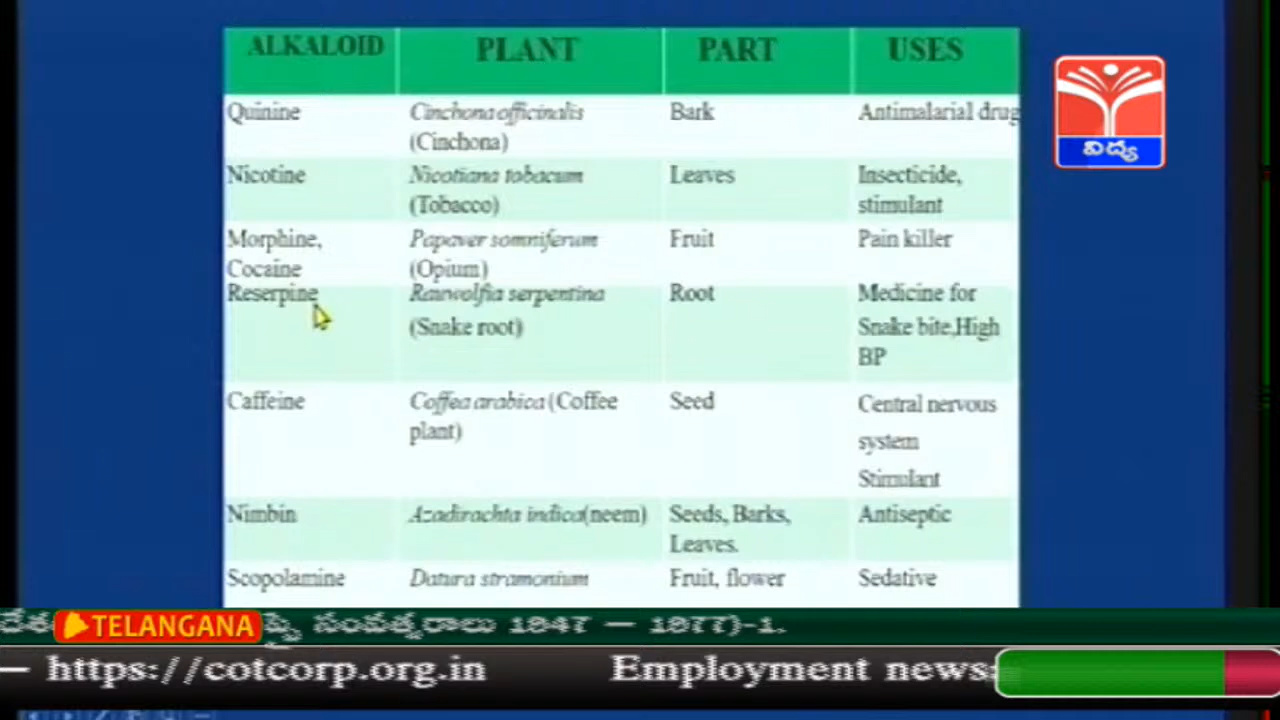 ALKALOID PLANT PART USES
Quinine Cinchona officinalis Bark Antimalarial drug
(Cinchona)
Nicotine Nicotiana tobacum Leaves Insecticide,
(Tobacco) stimulant
Morphine, Papaver somniferum Fruit Pain killer
Cocaine (Opium)
Reserpine Rauwolfia serpentina Root Medicine for
(Snake root) Snake bite,High
BP
Caffeine Coffea arabica (Coffee Seed Central nervous
plant) system
Stimulant
Nimbin Azadirachta indica(neem) Seeds, Barks, Antiseptic
Leaves.
Scopolamine Datura stramonium Fruit, flower Sedative
విద్య
TELANGANA పై సంవత్సరాలు 1947 – 1977)-1.
– https://cotcorp.org.in Employment news